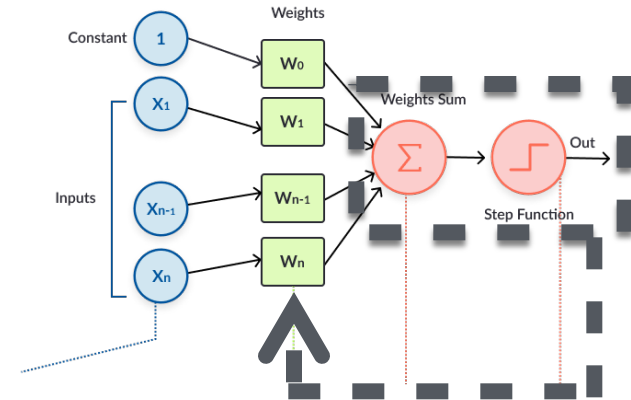 Weights
Constant
1
W0
X1
Weights Sum
W1
Σ
Out
Inputs
Xn-1
Wn-1
Step Function
Xn
Wn